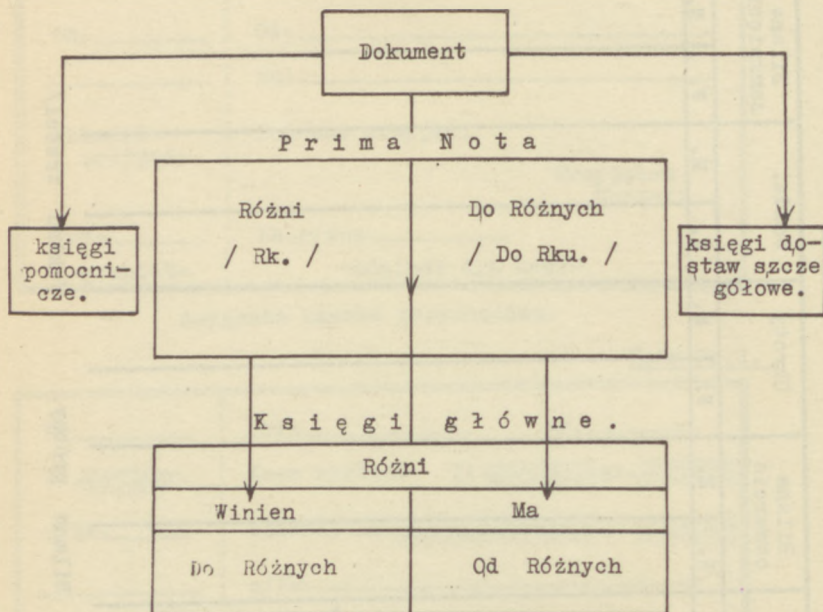 Dokument
Prima Nota
Różni
/ Rk. /
Do Różnych
/ Do Rku. /
księgi
pomocni-
cze.
księgi do-
staw szcze
gółowe.
Księgi główne.
Różni
Winien
Ma
Do Różnych
Od Różnych